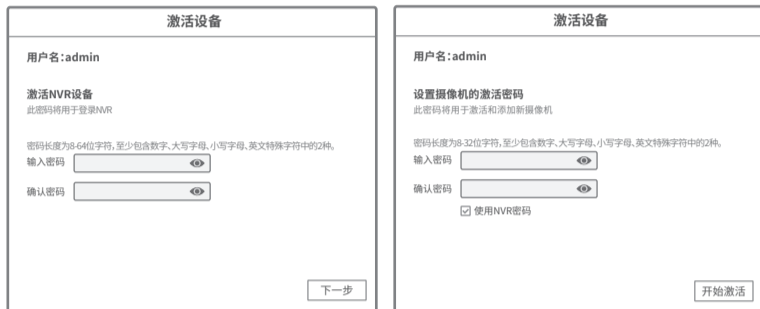 激活设备
用户名:admin
激活NVR设备
此密码将用于登录NVR
密码长度为8-64位字符,至少包含数字、大写字母、小写字母、英文特殊字符中的2种。
输入密码
确认密码
下一步
激活设备
用户名:admin
设置摄像机的激活密码
此密码将用于激活和添加新摄像机
密码长度为8-32位字符,至少包含数字、大写字母、小写字母、英文特殊字符中的2种。
输入密码
确认密码
使用NVR密码
开始激活